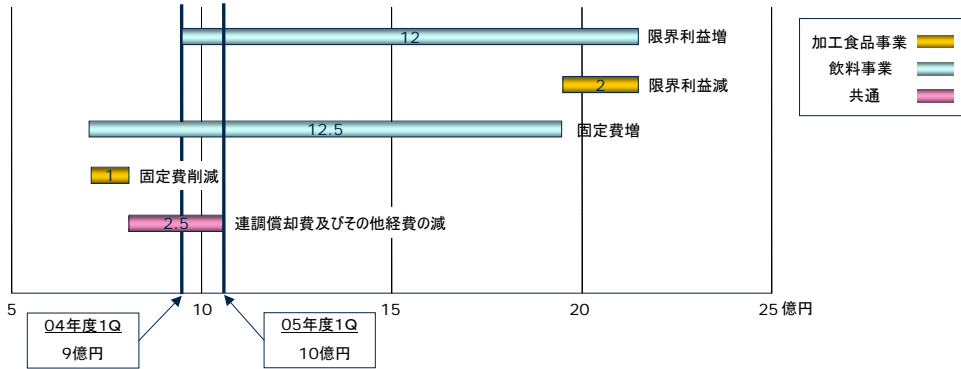 12 限界利益増
2 限界利益減
12.5 固定費増
1 固定費削減
2.5 連調償却費及びその他経費の減
加工食品事業
飲料事業
共通
5 10 15 20 25 億円
04年度1Q
9億円
05年度1Q
10億円